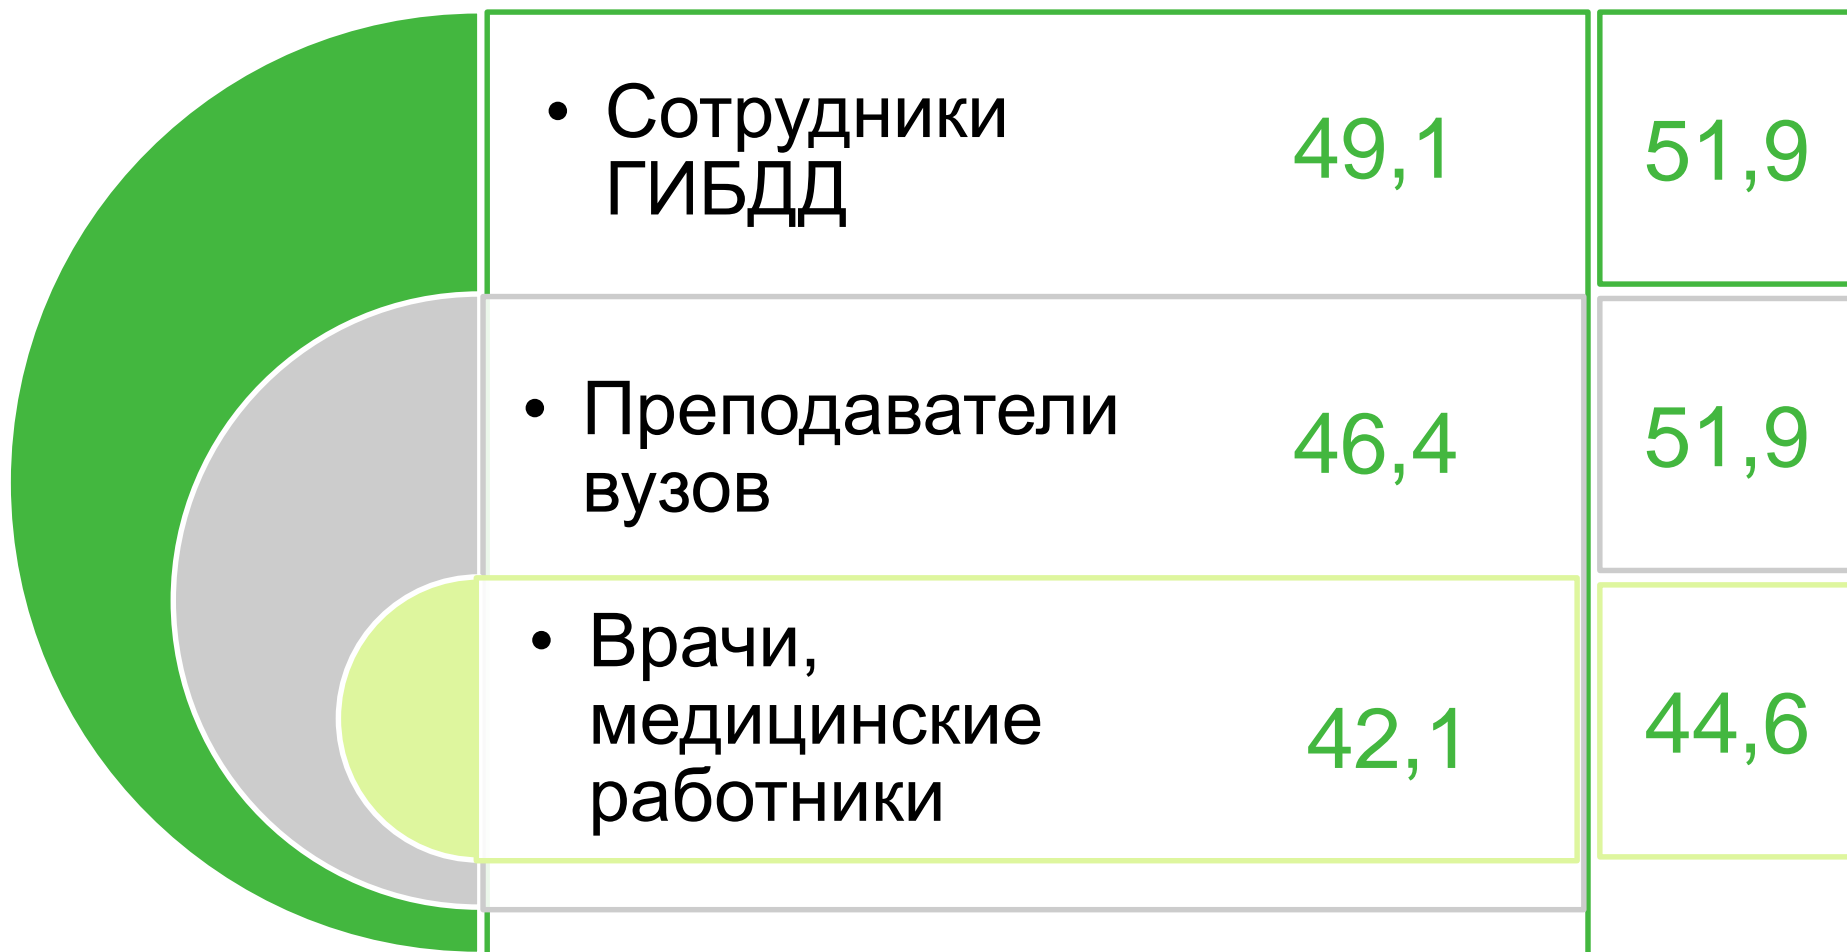 • Сотрудники
ГИБДД
49,1
51,9
• Преподаватели
вузов
46,4
51,9
• Врачи,
медицинские
работники
42,1
44,6